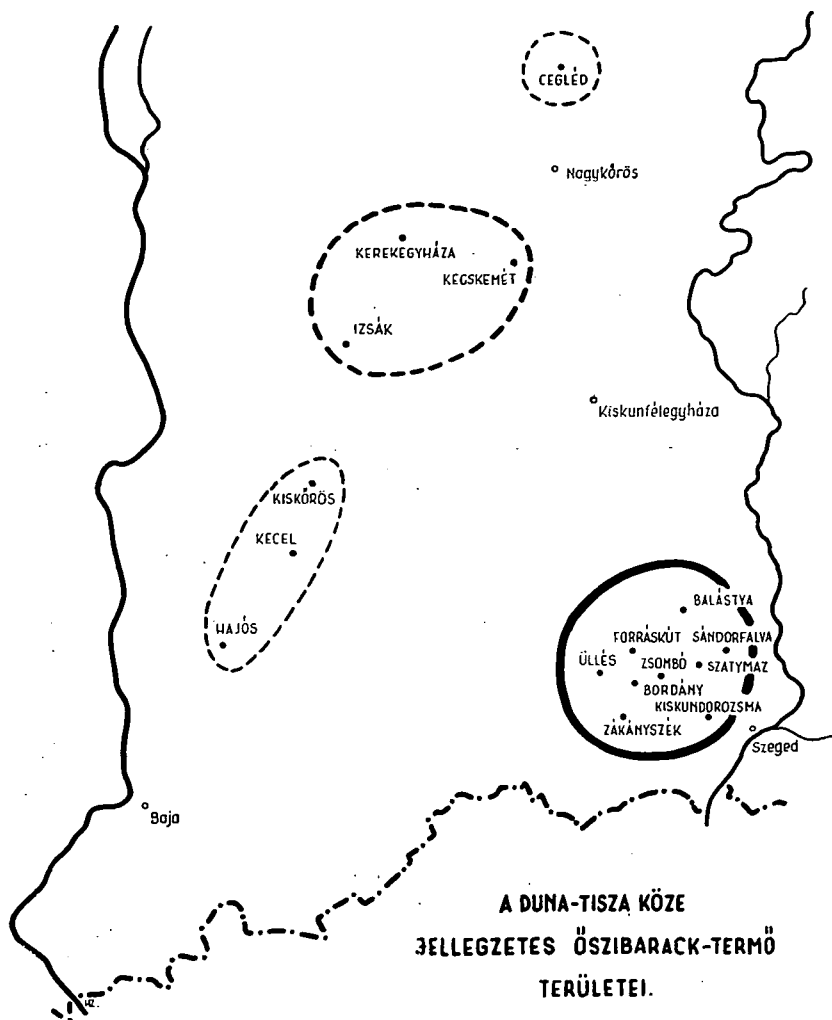 CEGLÉD
Nagykőrös
KEREKEGYHÁZA
KECSKEMÉT
IZSÁK
Kiskunfélegyháza
KISKŐRÖS
KECEL
HAJÓS
BALÁSTYA
FORRÁSKÚT SÁNDORFALVA
ÜLLÉS ZSOMBÓ SZATYMAZ
BORDÁNY
KISKUNDOROZSMA
ZÁKÁNYSZÉK
Szeged
Baja
A DUNA-TISZA KÖZE
JELLEGZETES ŐSZIBARACK-TERMŐ
TERÜLETEI.